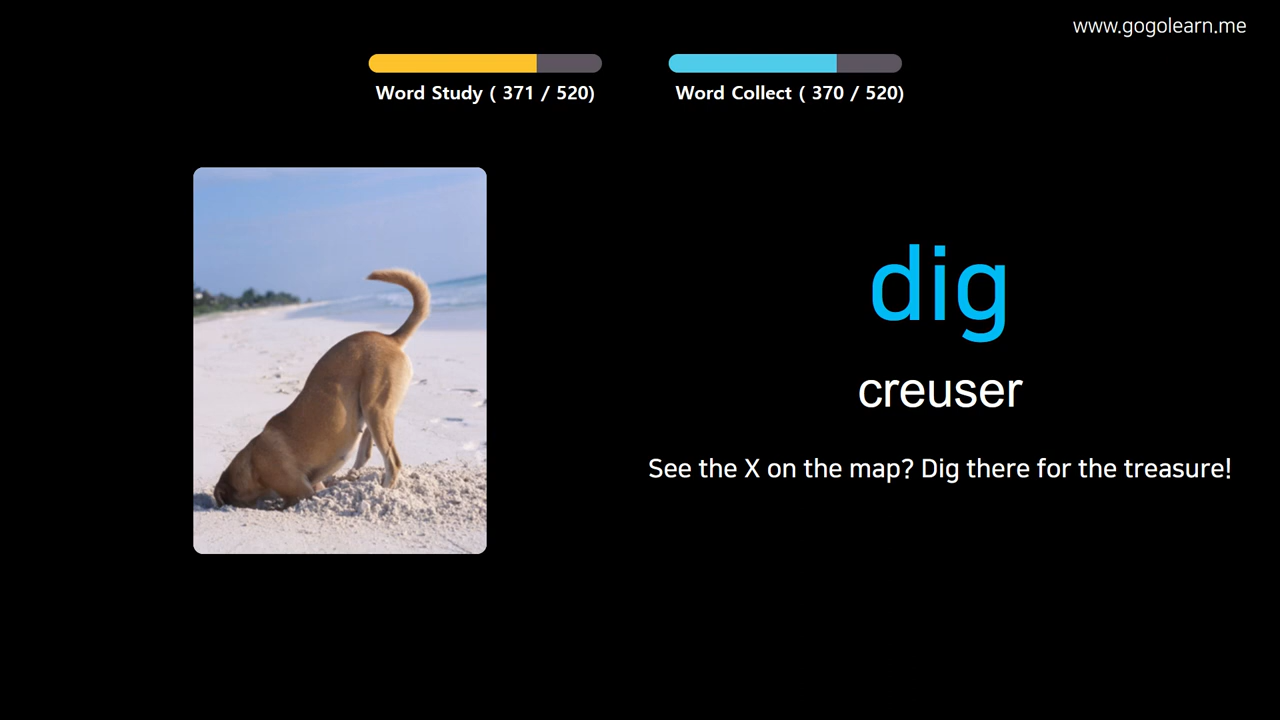 www.gogolearn.me
Word Study ( 371 / 520)
Word Collect ( 370 / 520)
dig
creuser
See the X on the map? Dig there for the treasure!